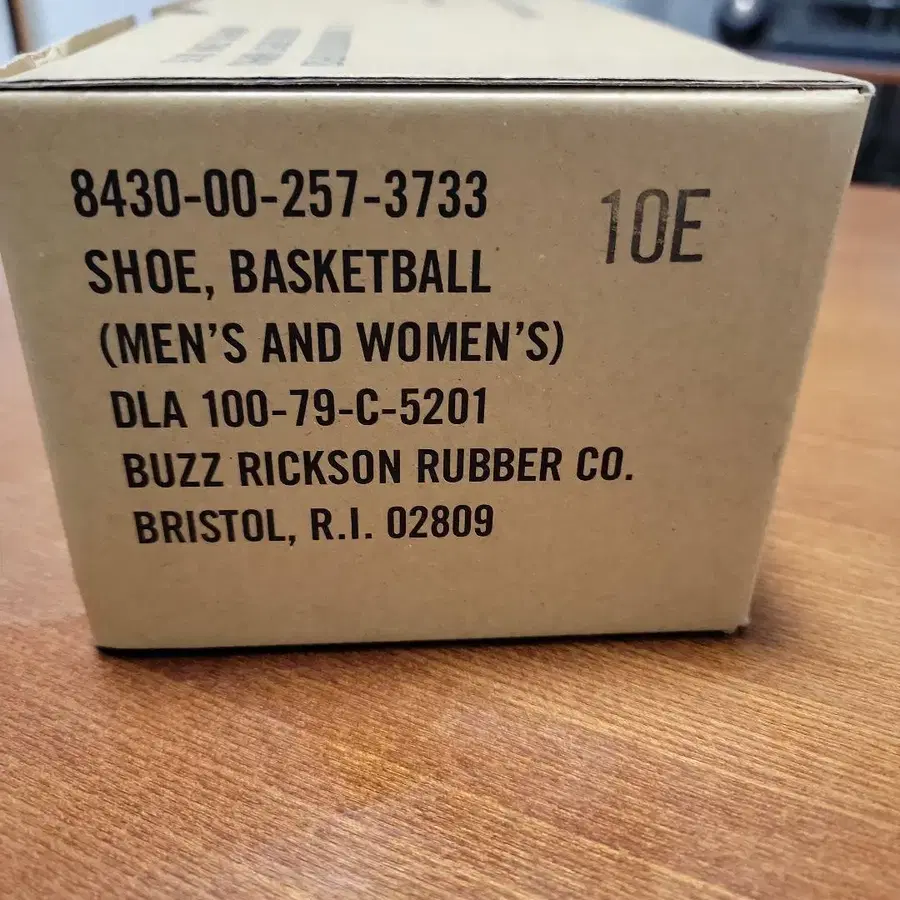 8430-00-257-3733
10E
SHOE, BASKETBALL
(MEN'S AND WOMEN'S)
DLA 100-79-C-5201
BUZZ RICKSON RUBBER CO.
BRISTOL, R.I. 02809